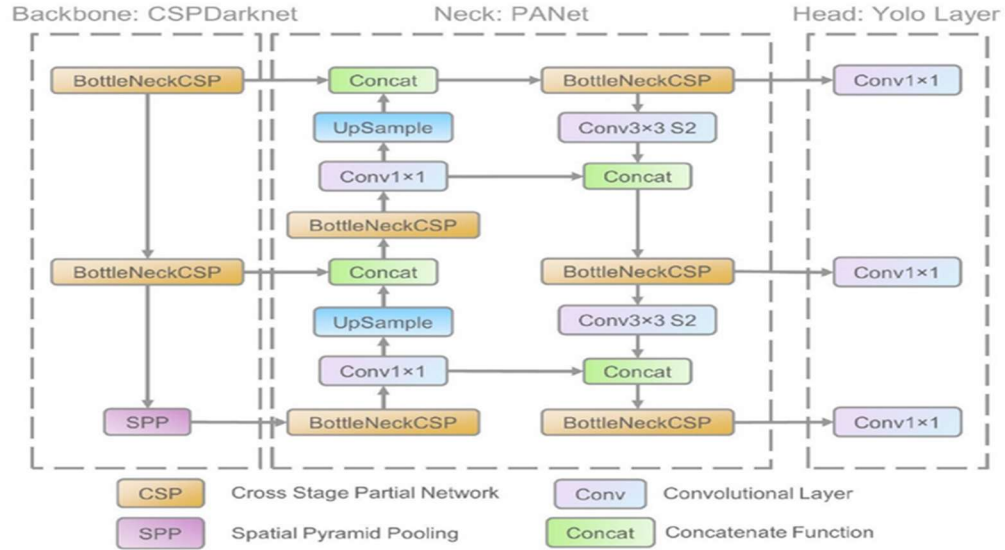 Backbone: CSPDarknet Neck: PANet Head: Yolo Layer
BottleNeckCSP Concat BottleNeckCSP Conv1×1
UpSample Conv3×3 S2
Conv1×1 Concat
BottleNeckCSP
BottleNeckCSP Concat BottleNeckCSP Conv1×1
UpSample Conv3×3 S2
Conv1×1 Concat
SPP BottleNeckCSP BottleNeckCSP Conv1×1
CSP Cross Stage Partial Network Conv Convolutional Layer
SPP Spatial Pyramid Pooling Concat Concatenate Function